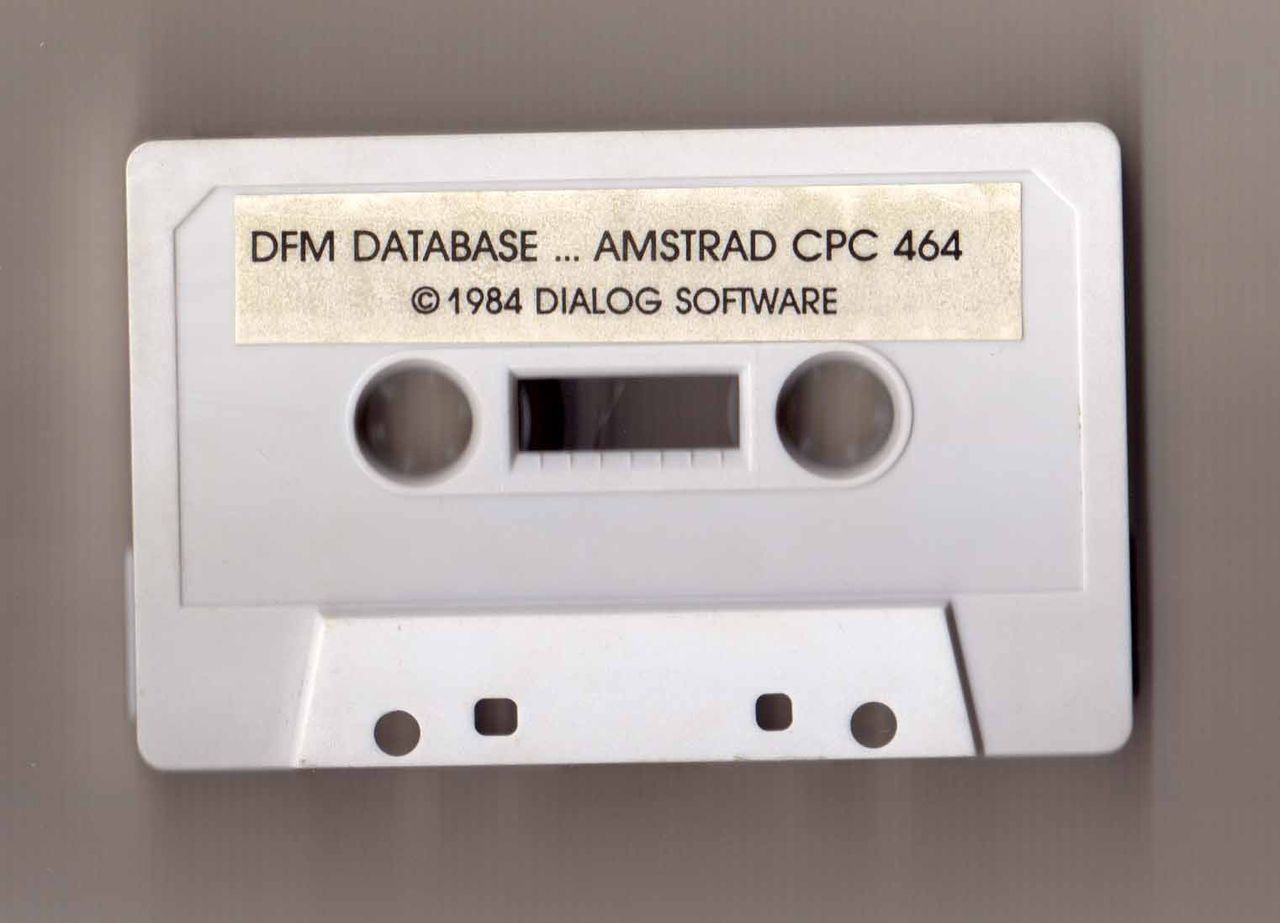 DFM DATABASE ... AMSTRAD CPC 464
© 1984 DIALOG SOFTWARE